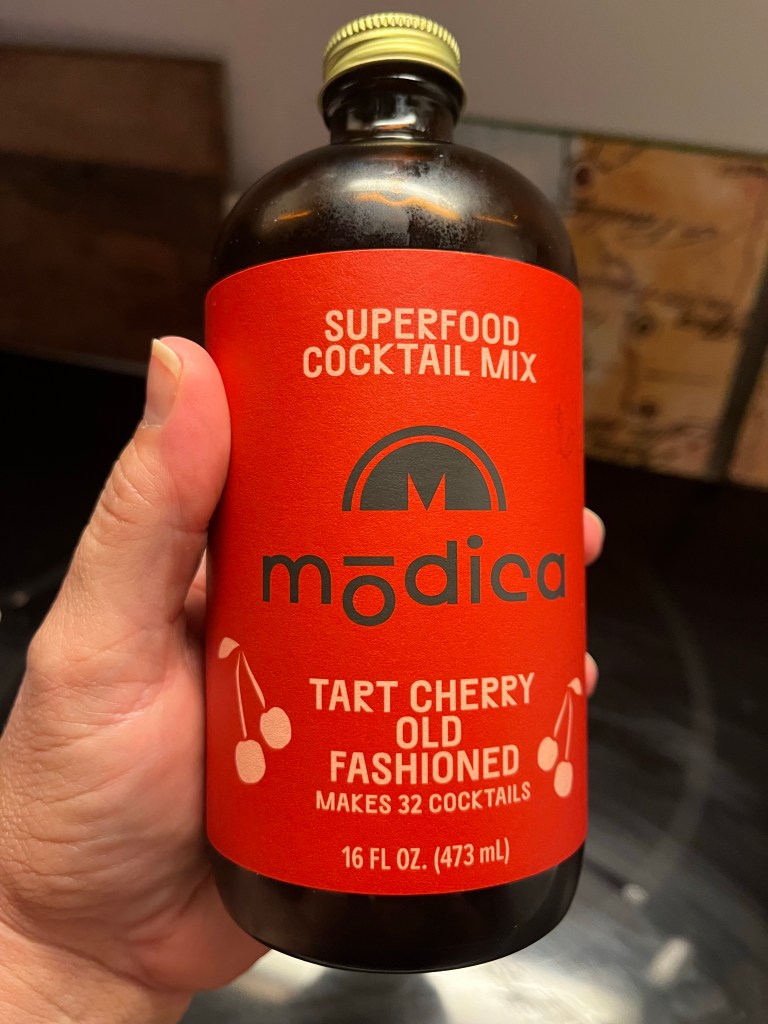 SUPERFOOD
COCKTAIL MIX
M
mōdica
TART CHERRY
OLD
FASHIONED
MAKES 32 COCKTAILS
16 FL OZ. (473 mL)